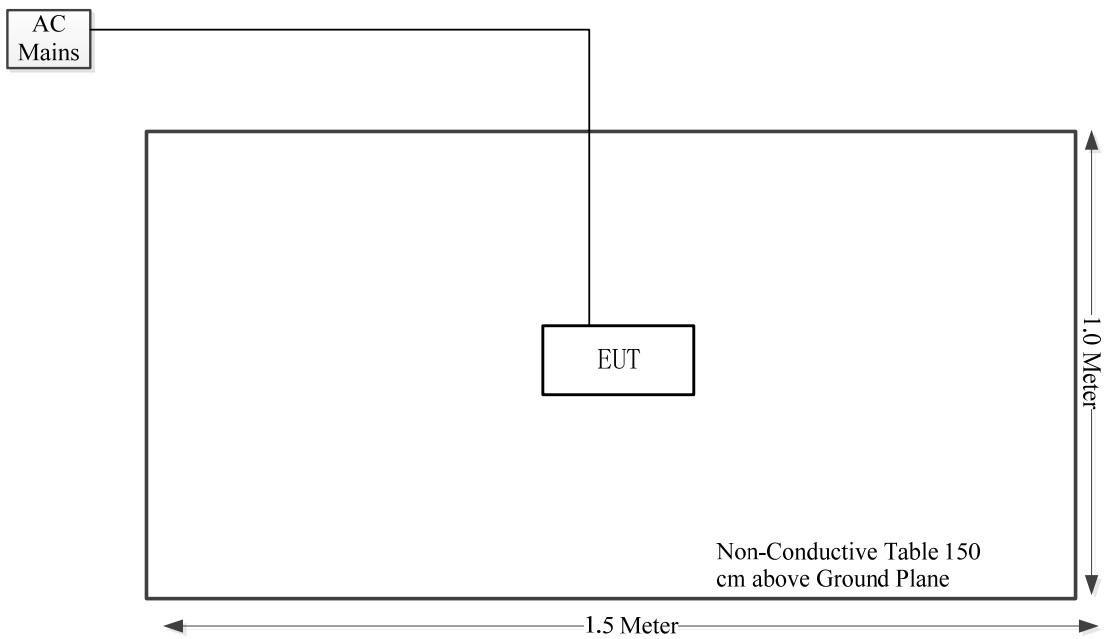 AC
Mains
EUT
1.0 Meter
Non-Conductive Table 150
cm above Ground Plane
1.5 Meter